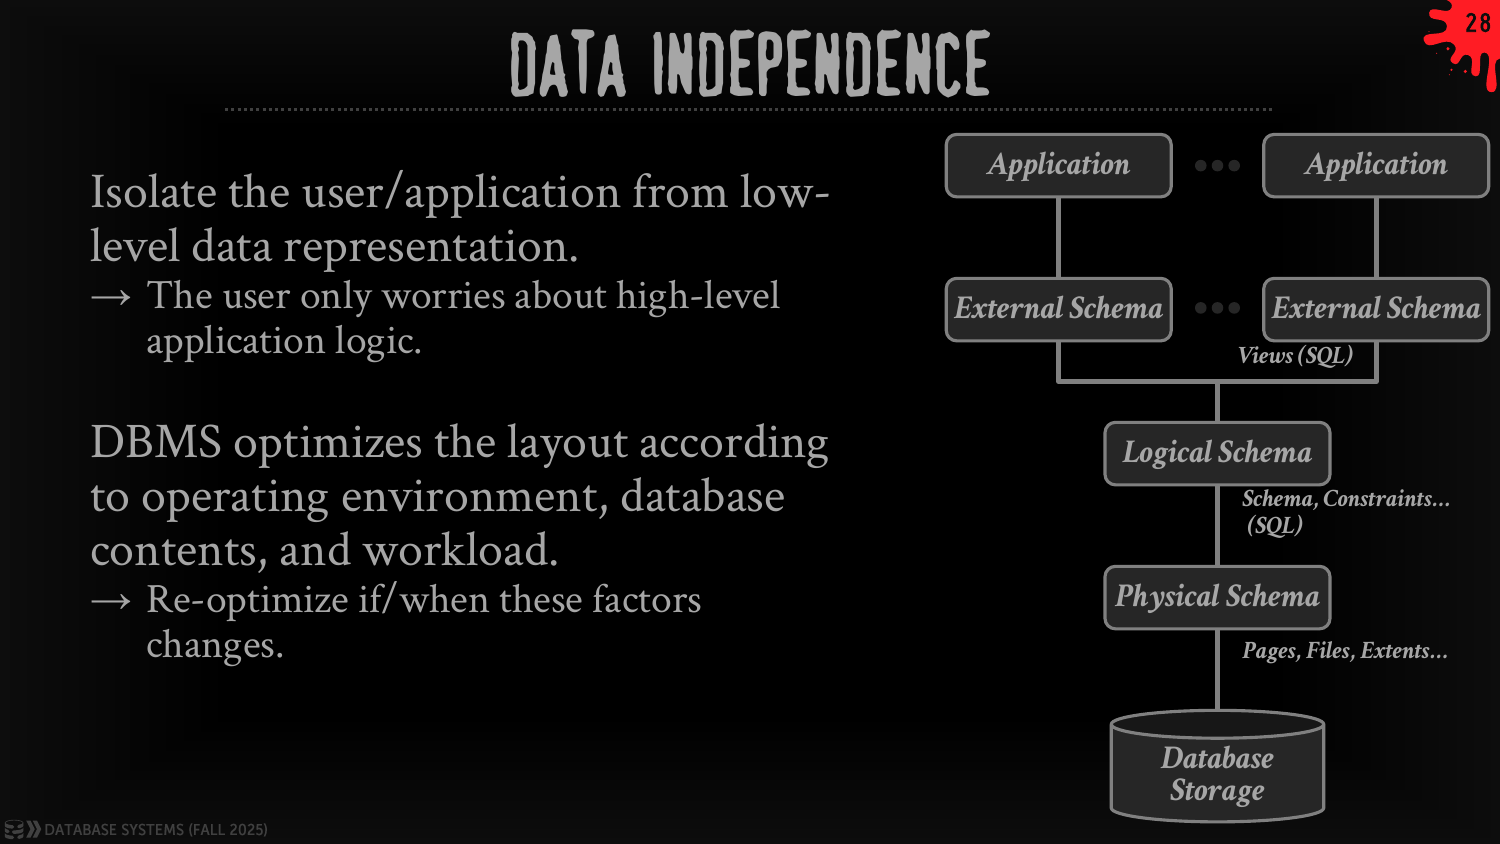 28
DATA INDEPENDENCE
Isolate the user/application from low-
level data representation.
→ The user only worries about high-level
application logic.
DBMS optimizes the layout according
to operating environment, database
contents, and workload.
→ Re-optimize if/when these factors
changes.
Application ••• Application
External Schema ••• External Schema
Views (SQL)
Logical Schema
Schema, Constraints...
(SQL)
Physical Schema
Pages, Files, Extents...
Database
Storage
DATABASE SYSTEMS (FALL 2025)